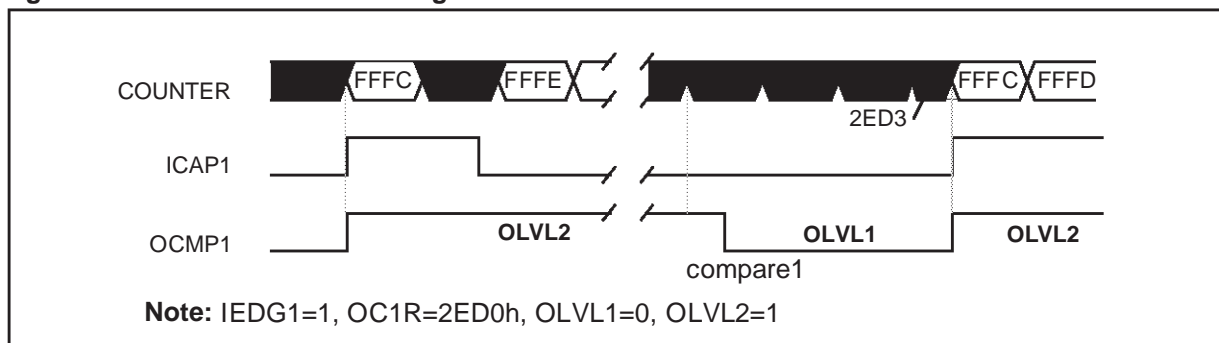 COUNTER FFFC FFFE FFFC FFFD
2ED3
ICAP1
OCMP1 OLVL2 OLVL1 OLVL2
compare1
Note: IEDG1=1, OC1R=2ED0h, OLVL1=0, OLVL2=1